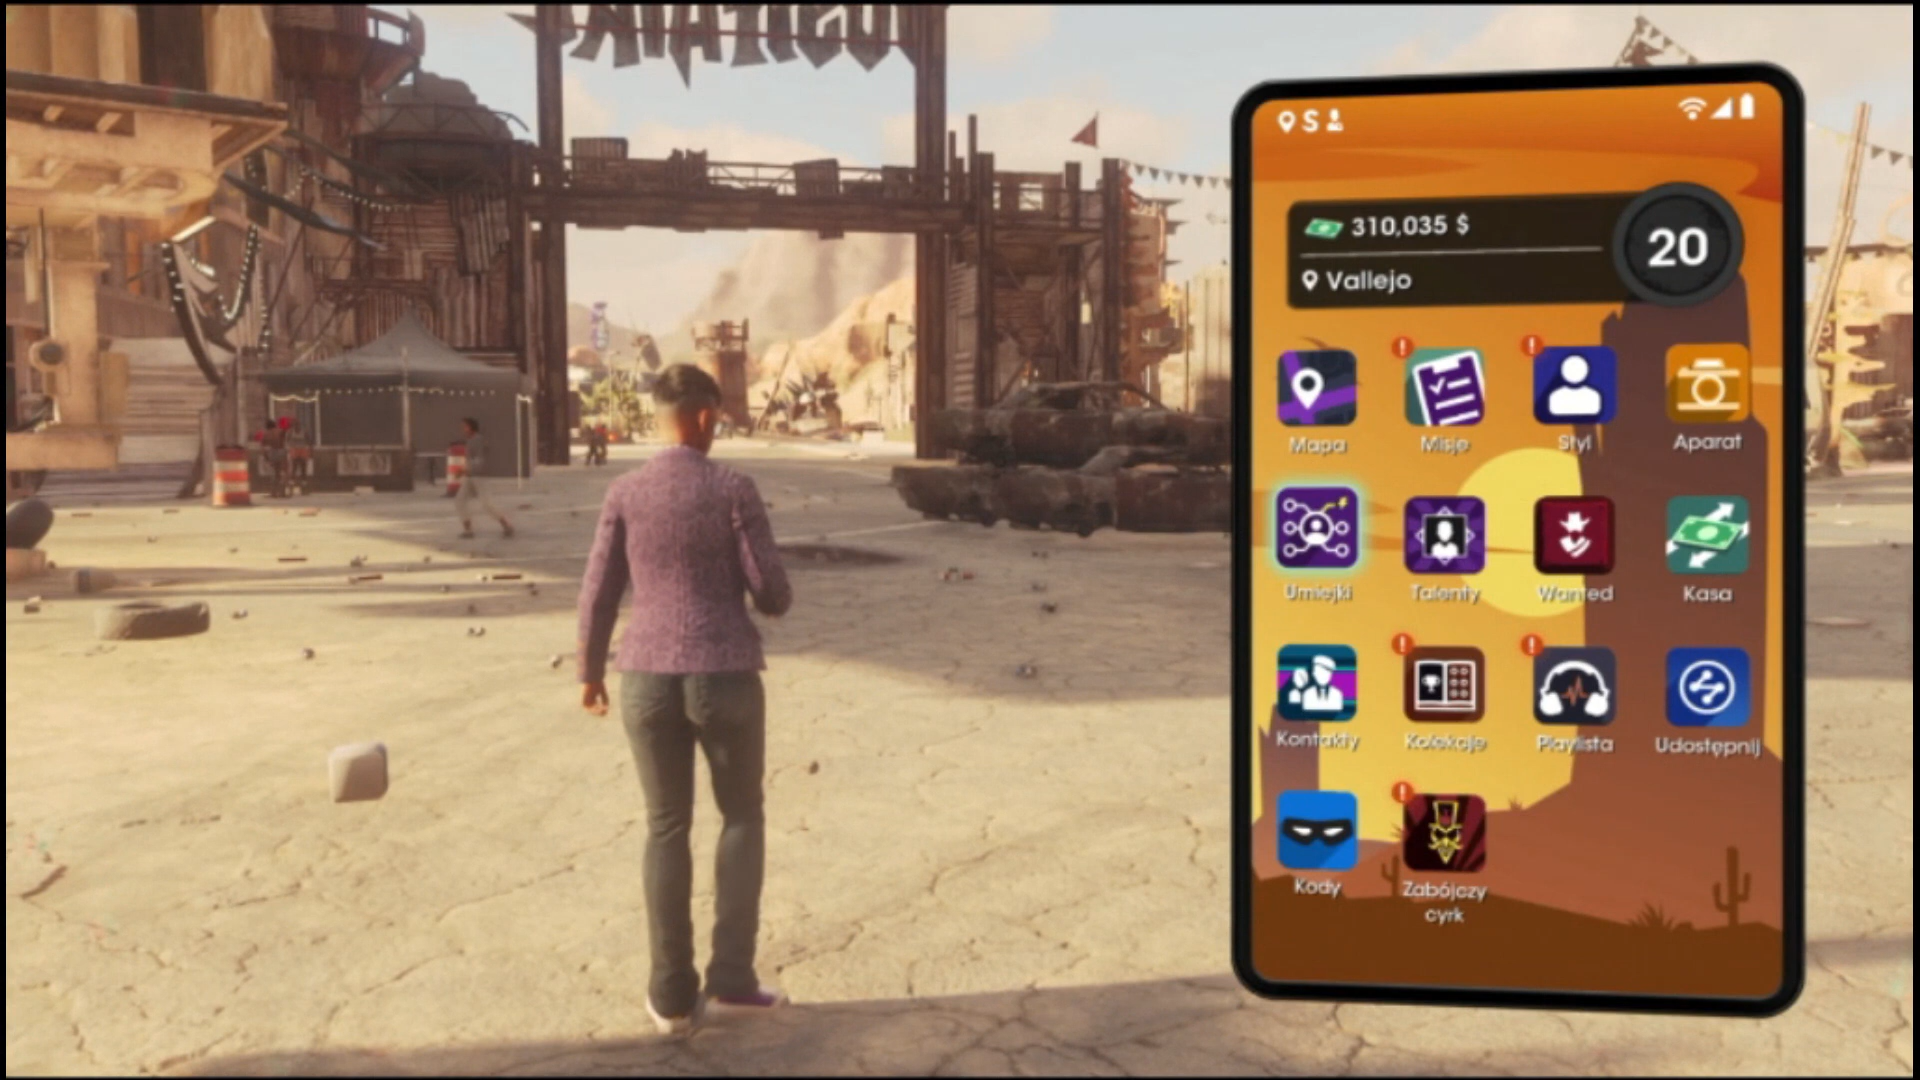 S
310,035 $
20
Vallejo
Mapa
Misje
Styl
Aparat
Umiejki
Talenty
Wanted
Kasa
Kontakty
Kolekcje
Playlista
Udostępnij
Kody
Zabójczy
cyrk